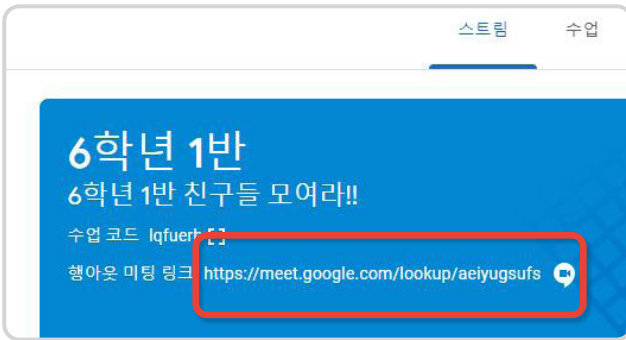 스트림 수업
6학년 1반
6학년 1반 친구들 모여라!!
수업 코드
행아웃 미팅 링크 https://meet.google.com/lookup/aeiyugsufs